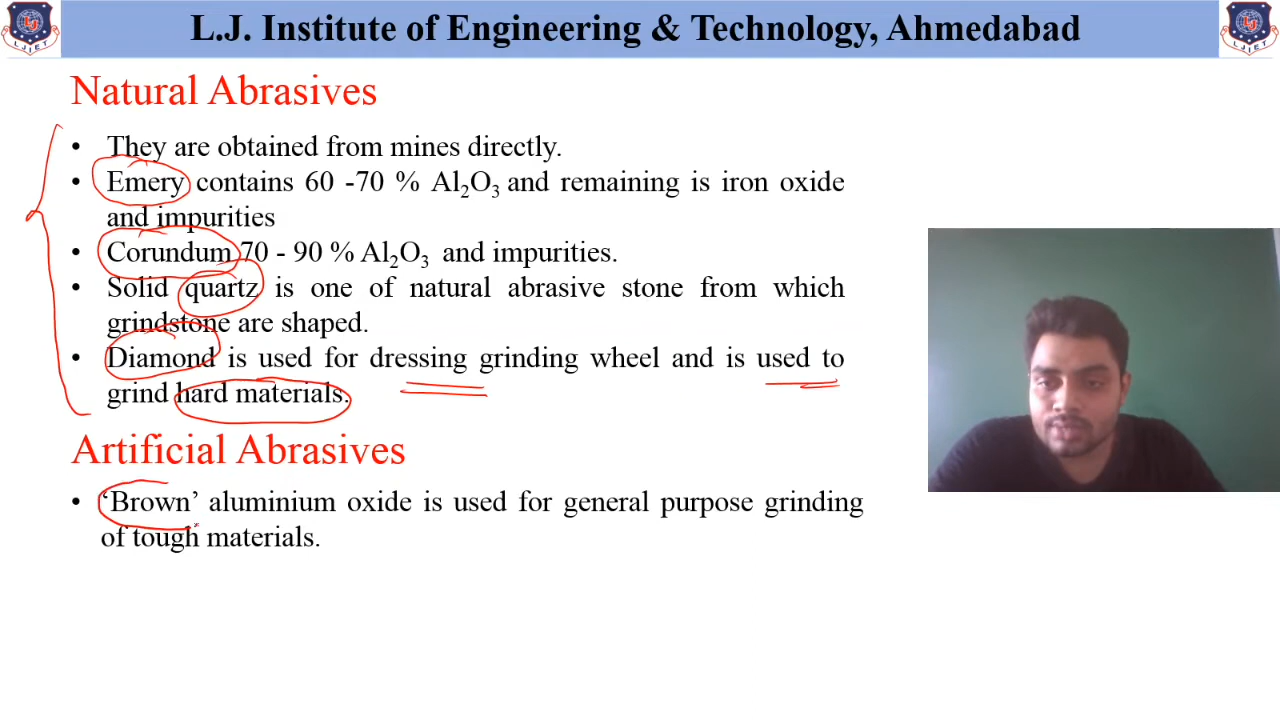 L.J. Institute of Engineering & Technology, Ahmedabad
LJIET
LJIET
Natural Abrasives
• They are obtained from mines directly.
• Emery contains 60 -70 % Al₂O₃ and remaining is iron oxide
and impurities
• Corundum 70 - 90 % Al₂O₃ and impurities.
• Solid quartz is one of natural abrasive stone from which
grindstone are shaped.
• Diamond is used for dressing grinding wheel and is used to
grind hard materials.
Artificial Abrasives
• ‘Brown’ aluminium oxide is used for general purpose grinding
of tough materials.